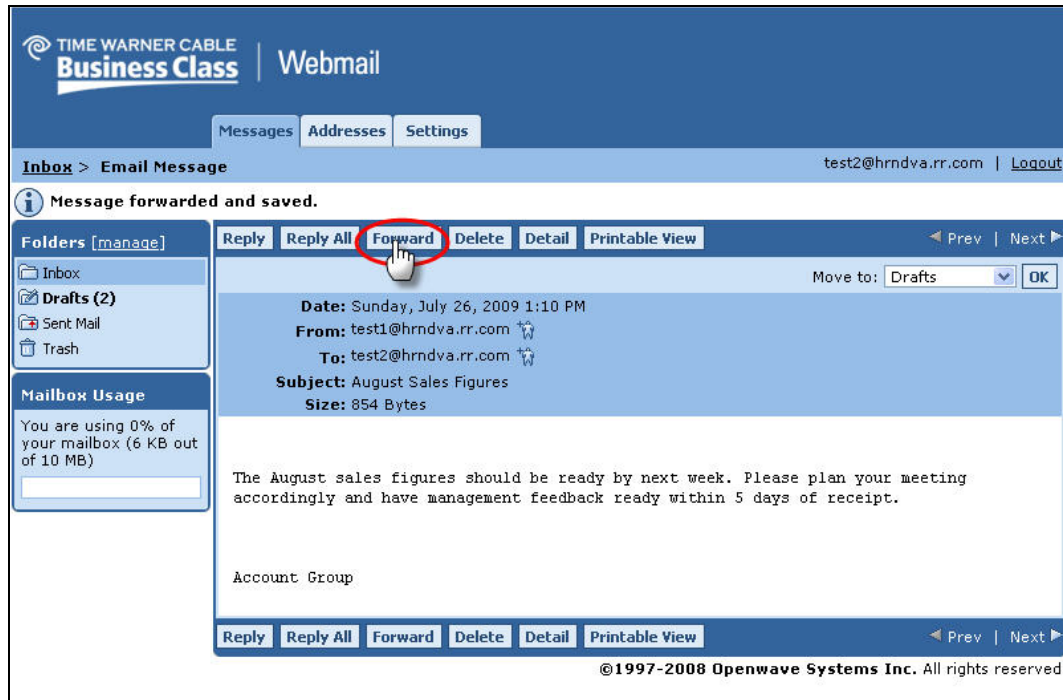 TIME WARNER CABLE
Business Class | Webmail
Messages Addresses Settings
Inbox > Email Message
test2@hrndva.rr.com | Logout
Message forwarded and saved.
Folders [manage]
Inbox
Drafts (2)
Sent Mail
Trash
Mailbox Usage
You are using 0% of
your mailbox (6 KB out
of 10 MB)
Reply Reply All Forward Delete Detail Printable View
Prev | Next
Move to: Drafts OK
Date: Sunday, July 26, 2009 1:10 PM
From: test1@hrndva.rr.com
To: test2@hrndva.rr.com
Subject: August Sales Figures
Size: 854 Bytes
The August sales figures should be ready by next week. Please plan your meeting
accordingly and have management feedback ready within 5 days of receipt.
Account Group
Reply Reply All Forward Delete Detail Printable View
Prev | Next
©1997-2008 Openwave Systems Inc. All rights reserved